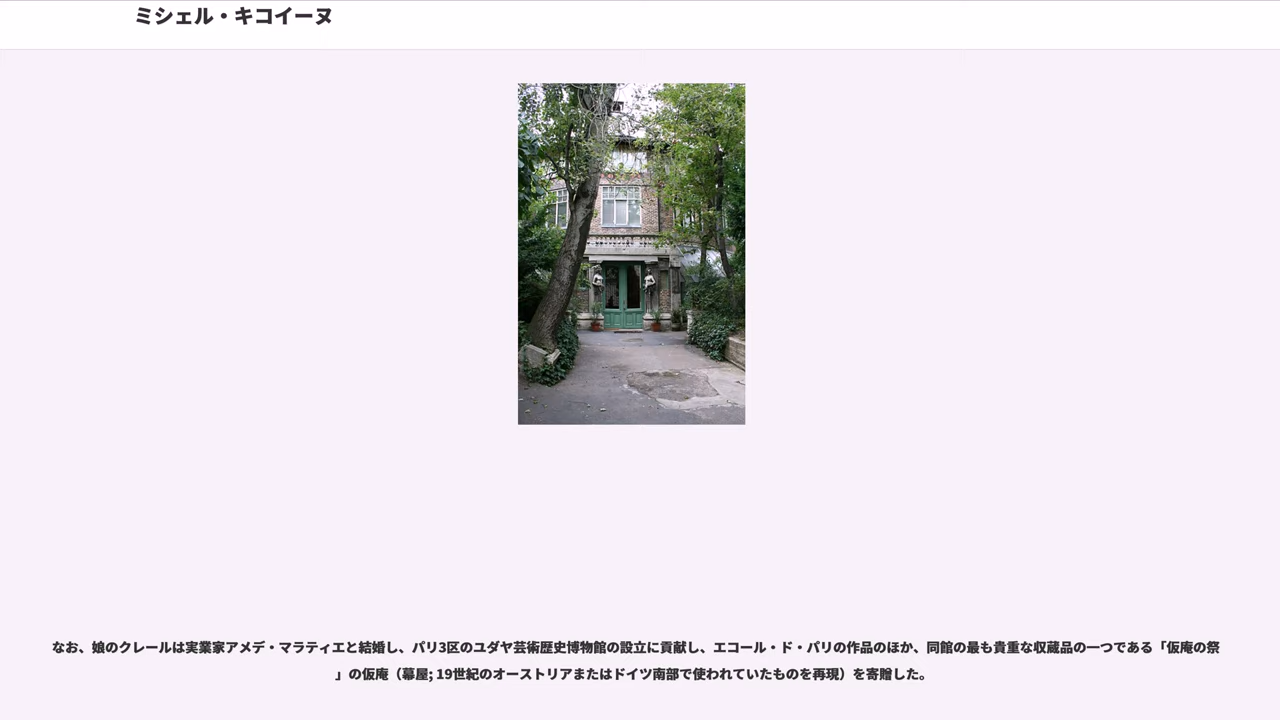 ミシェル・キコイーヌ
なお、娘のクレールは実業家アメデ・マラティエと結婚し、パリ3区のユダヤ芸術歴史博物館の設立に貢献し、エコール・ド・パリの作品のほか、同館の最も貴重な収蔵品の一つである「仮庵の祭
」の仮庵（幕屋; 19世紀のオーストリアまたはドイツ南部で使われていたものを再現）を寄贈した。